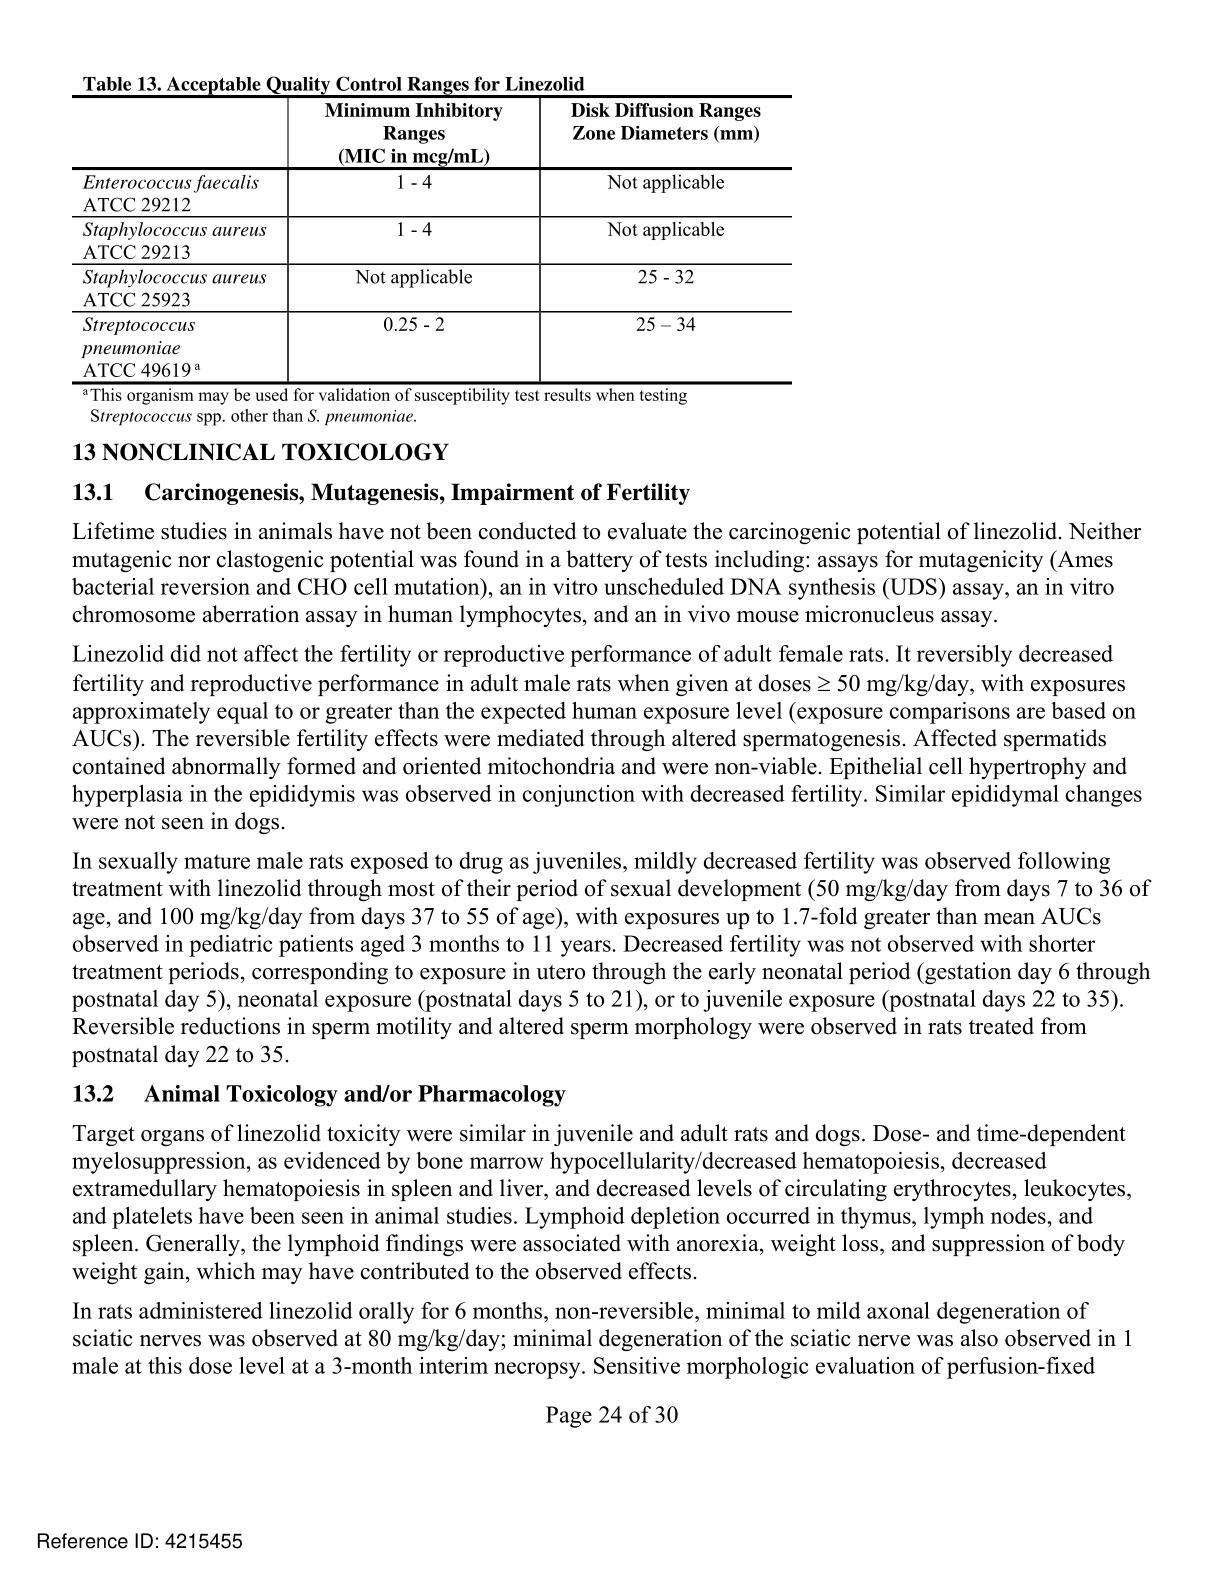 Table 13. Acceptable Quality Control Ranges for Linezolid
Minimum Inhibitory
Ranges
(MIC in mcg/mL)
Disk Diffusion Ranges
Zone Diameters (mm)
Enterococcus faecalis
ATCC 29212
1 - 4
Not applicable
Staphylococcus aureus
ATCC 29213
1 - 4
Not applicable
Staphylococcus aureus
ATCC 25923
Not applicable
25 - 32
Streptococcus
pneumoniae
ATCC 49619 a
0.25 - 2
25 – 34
a This organism may be used for validation of susceptibility test results when testing
Streptococcus spp. other than S. pneumoniae.
13 NONCLINICAL TOXICOLOGY
13.1 Carcinogenesis, Mutagenesis, Impairment of Fertility
Lifetime studies in animals have not been conducted to evaluate the carcinogenic potential of linezolid. Neither
mutagenic nor clastogenic potential was found in a battery of tests including: assays for mutagenicity (Ames
bacterial reversion and CHO cell mutation), an in vitro unscheduled DNA synthesis (UDS) assay, an in vitro
chromosome aberration assay in human lymphocytes, and an in vivo mouse micronucleus assay.
Linezolid did not affect the fertility or reproductive performance of adult female rats. It reversibly decreased
fertility and reproductive performance in adult male rats when given at doses ≥ 50 mg/kg/day, with exposures
approximately equal to or greater than the expected human exposure level (exposure comparisons are based on
AUCs). The reversible fertility effects were mediated through altered spermatogenesis. Affected spermatids
contained abnormally formed and oriented mitochondria and were non-viable. Epithelial cell hypertrophy and
hyperplasia in the epididymis was observed in conjunction with decreased fertility. Similar epididymal changes
were not seen in dogs.
In sexually mature male rats exposed to drug as juveniles, mildly decreased fertility was observed following
treatment with linezolid through most of their period of sexual development (50 mg/kg/day from days 7 to 36 of
age, and 100 mg/kg/day from days 37 to 55 of age), with exposures up to 1.7-fold greater than mean AUCs
observed in pediatric patients aged 3 months to 11 years. Decreased fertility was not observed with shorter
treatment periods, corresponding to exposure in utero through the early neonatal period (gestation day 6 through
postnatal day 5), neonatal exposure (postnatal days 5 to 21), or to juvenile exposure (postnatal days 22 to 35).
Reversible reductions in sperm motility and altered sperm morphology were observed in rats treated from
postnatal day 22 to 35.
13.2 Animal Toxicology and/or Pharmacology
Target organs of linezolid toxicity were similar in juvenile and adult rats and dogs. Dose- and time-dependent
myelosuppression, as evidenced by bone marrow hypocellularity/decreased hematopoiesis, decreased
extramedullary hematopoiesis in spleen and liver, and decreased levels of circulating erythrocytes, leukocytes,
and platelets have been seen in animal studies. Lymphoid depletion occurred in thymus, lymph nodes, and
spleen. Generally, the lymphoid findings were associated with anorexia, weight loss, and suppression of body
weight gain, which may have contributed to the observed effects.
In rats administered linezolid orally for 6 months, non-reversible, minimal to mild axonal degeneration of
sciatic nerves was observed at 80 mg/kg/day; minimal degeneration of the sciatic nerve was also observed in 1
male at this dose level at a 3-month interim necropsy. Sensitive morphologic evaluation of perfusion-fixed
Page 24 of 30
Reference ID: 4215455